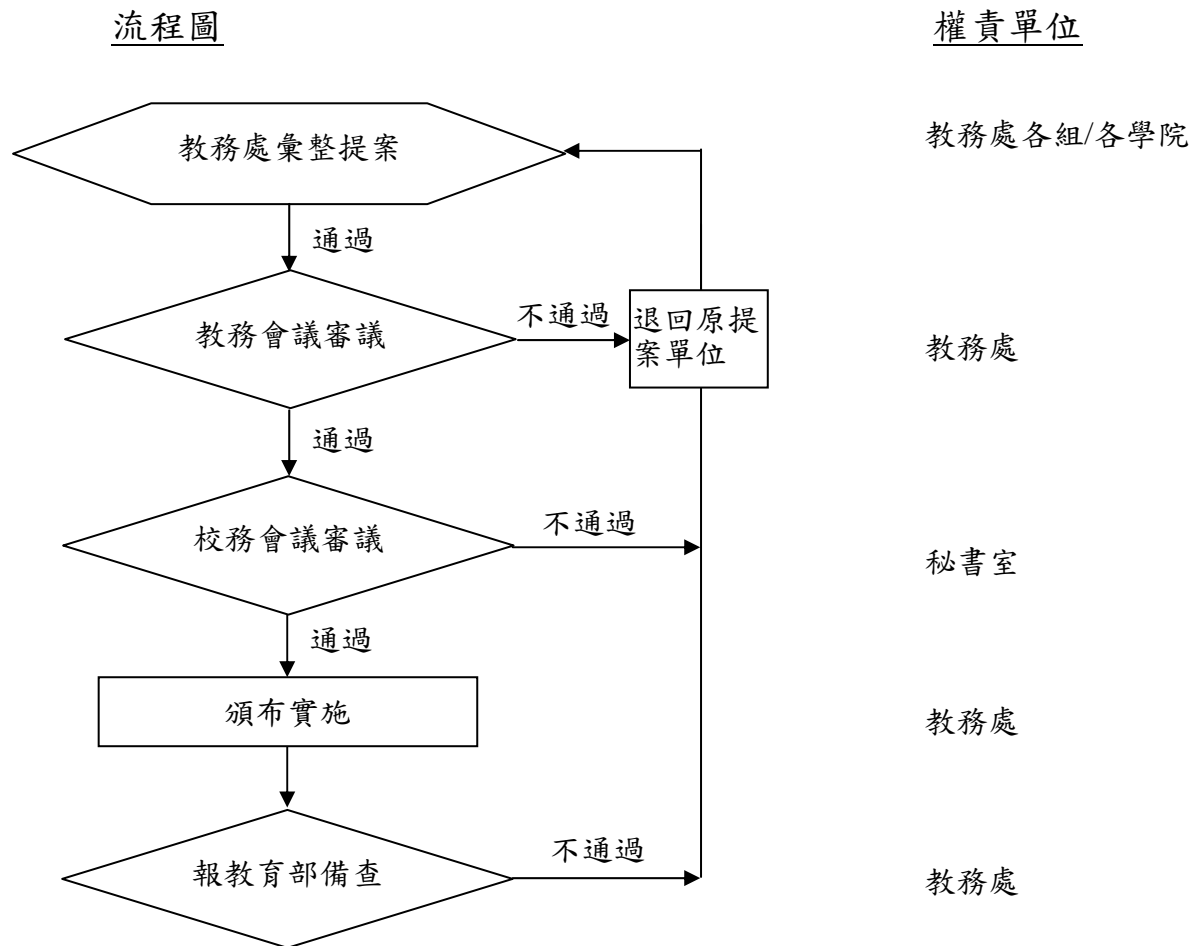 流程圖
權責單位
教務處彙整提案
教務處各組/各學院
通過
教務會議審議
不通過
退回原提
案單位
教務處
通過
校務會議審議
不通過
秘書室
通過
頒布實施
教務處
報教育部備查
不通過
教務處